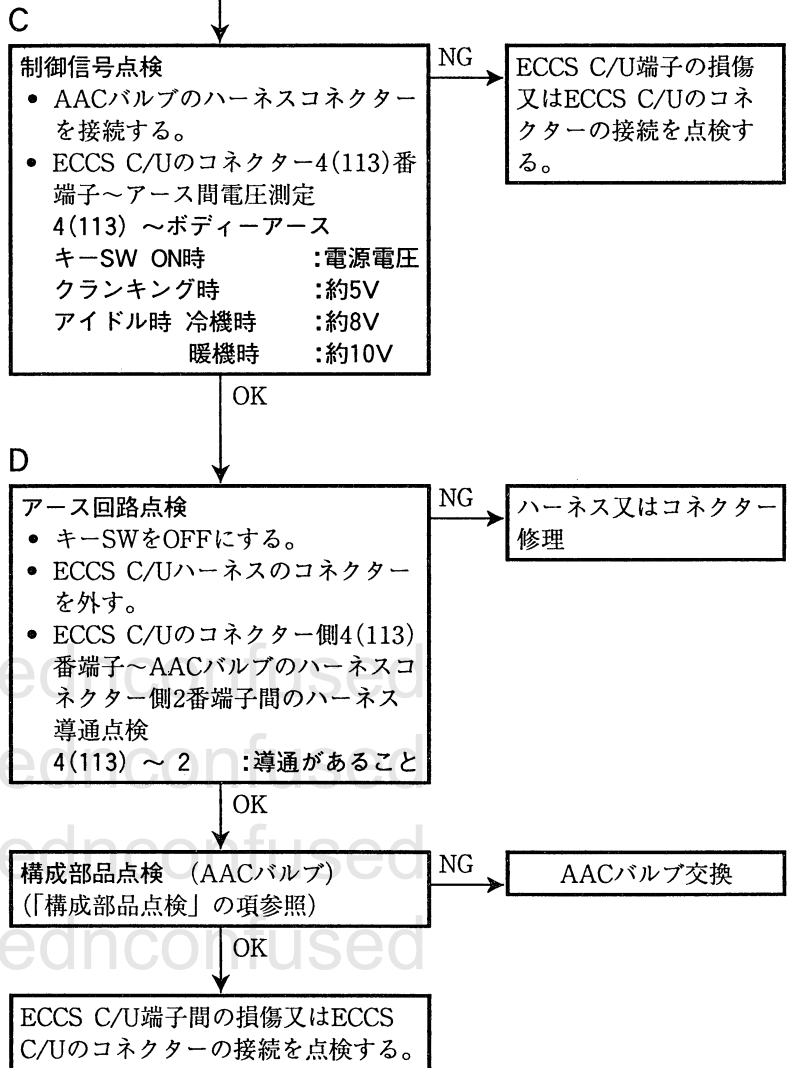 C
制御信号点検
• AACバルブのハーネスコネクター
を接続する。
• ECCS C/Uのコネクター4(113)番
端子～アース間電圧測定
4(113) ～ボディーアース
キーSW ON時 :電源電圧
クランキング時 :約5V
アイドル時 冷機時 :約8V
暖機時 :約10V
NG
ECCS C/U端子の損傷
又はECCS C/Uのコネ
クターの接続を点検す
る。
OK
D
アース回路点検
• キーSWをOFFにする。
• ECCS C/Uハーネスのコネクター
を外す。
• ECCS C/Uのコネクター側4(113)
番端子～AACバルブのハーネスコ
ネクター側2番端子間のハーネス
導通点検
4(113) ～ 2 :導通があること
NG
ハーネス又はコネクター
修理
OK
構成部品点検 (AACバルブ)
(「構成部品点検」の項参照)
NG
AACバルブ交換
OK
ECCS C/U端子間の損傷又はECCS
C/Uのコネクターの接続を点検する。
ednconfused
ednconfused
ednconfused
ednconfused